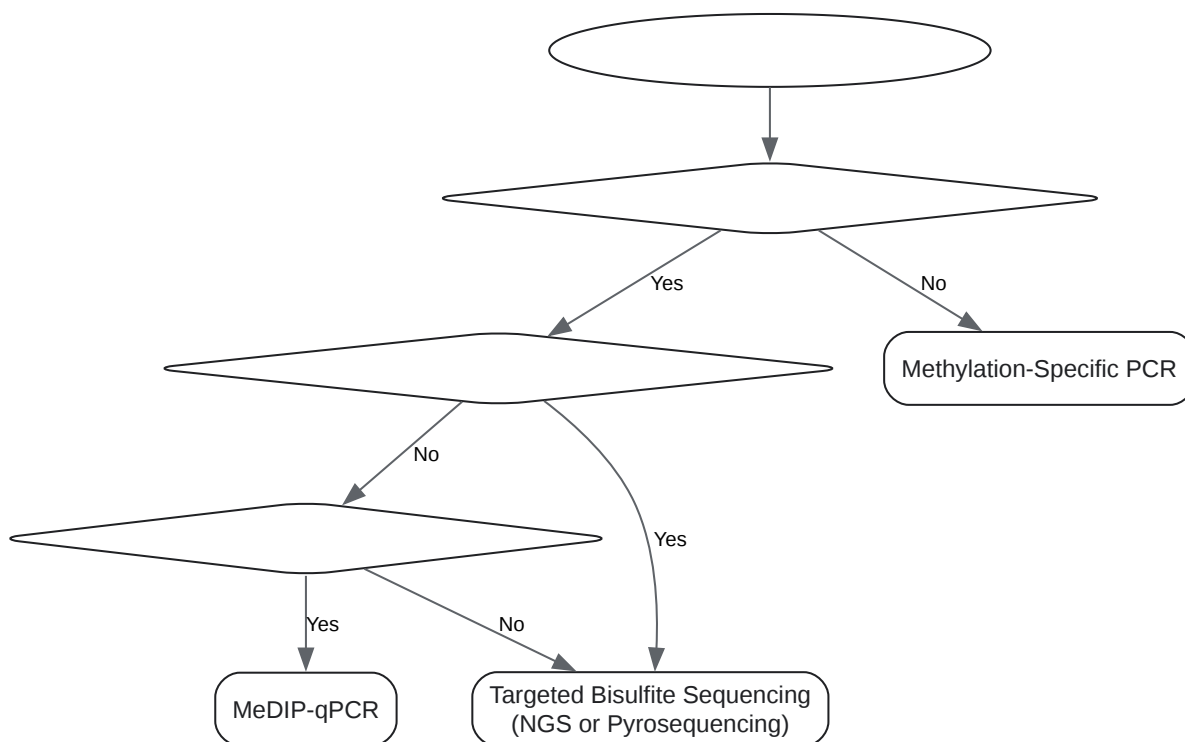 Yes
No
Methylation-Specific PCR
No
Yes
Yes
No
MeDIP-qPCR
Targeted Bisulfite Sequencing
(NGS or Pyrosequencing)